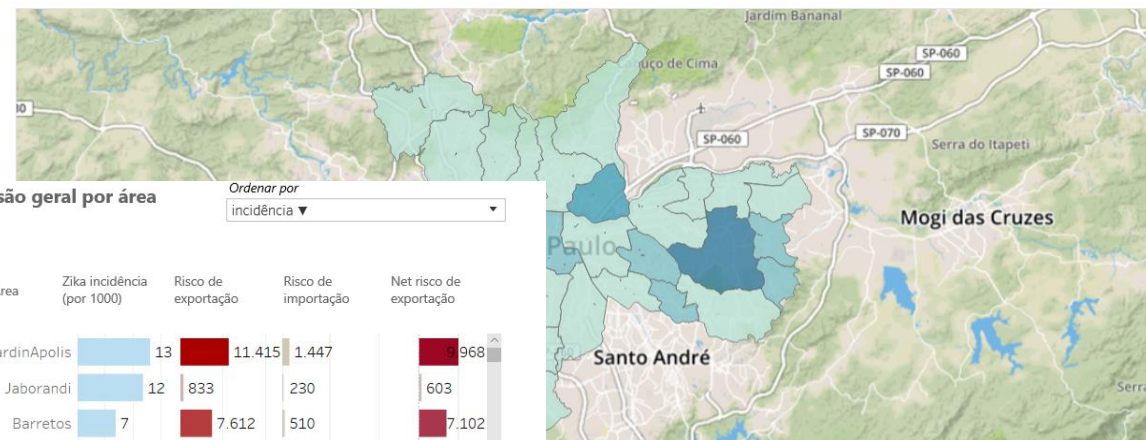 Jardim Bananal
SP-060
uço de Cima
SP-060
SP-060
SP-070
Serra do Itapeti
Mogi das Cruzes
Paulo
Santo André
Serra
são geral por área
Ordenar por
incidência ▼
rea
Zika incidência
(por 1000)
Risco de
exportação
Risco de
importação
Net risco de
exportação
ardinApolis 13 11.415 1.447 9.968
Jaborandi 12 833 230 603
Barretos 7 7.612 510 7.102